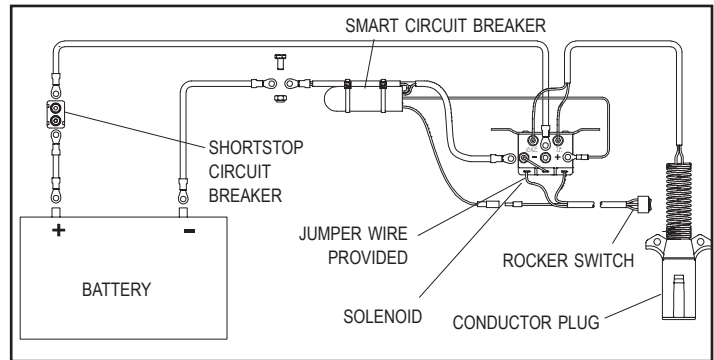 SMART CIRCUIT BREAKER
SHORTSTOP
CIRCUIT
BREAKER
+
-
- +
JUMPER WIRE
PROVIDED
ROCKER SWITCH
BATTERY
SOLENOID
CONDUCTOR PLUG